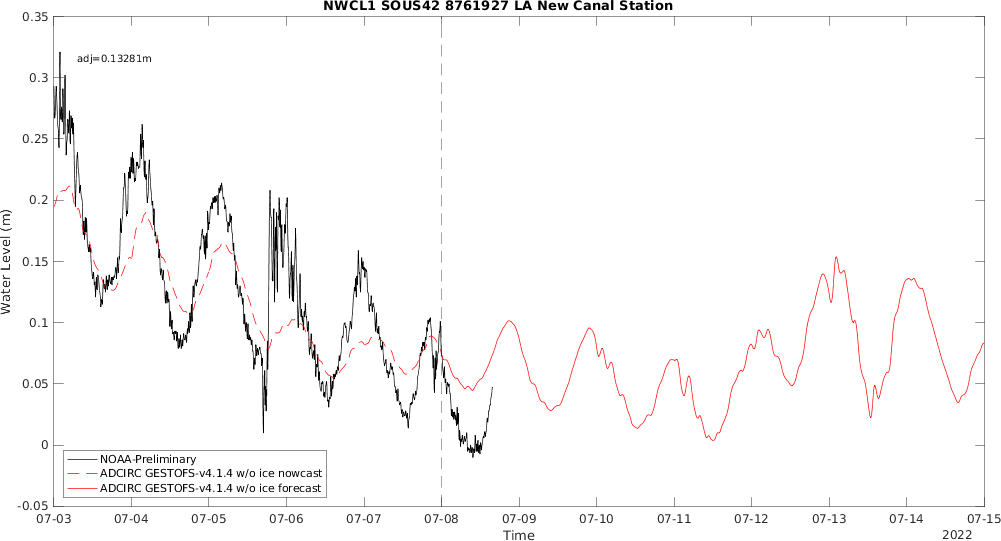 NWCL1 SOUS42 8761927 LA New Canal Station
adj=0.13281m
0.35
0.3
0.25
0.2
0.15
0.1
0.05
0
-0.05
Water Level (m)
NOAA-Preliminary
ADCIRC GESTOFS-v4.1.4 w/o ice nowcast
ADCIRC GESTOFS-v4.1.4 w/o ice forecast
07-03 07-04 07-05 07-06 07-07 07-08 07-09 07-10 07-11 07-12 07-13 07-14 07-15
Time
2022